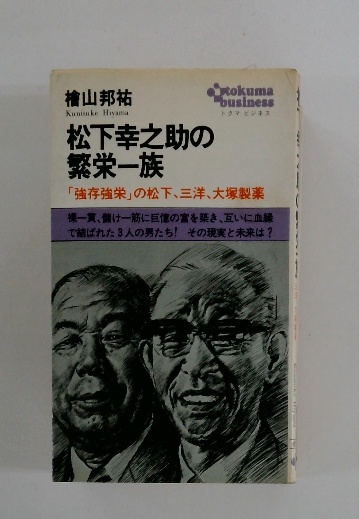 檜山邦祐
Kunisuke Hiyama
tokuma
business
トクマ ビジネス
松下幸之助の
繁栄一族
「強存強栄」の松下、三洋、大塚製薬
裸一貫、儲け一筋に巨億の富を築き、互いに血縁
で結ばれた3人の男たち! その現実と未来は?